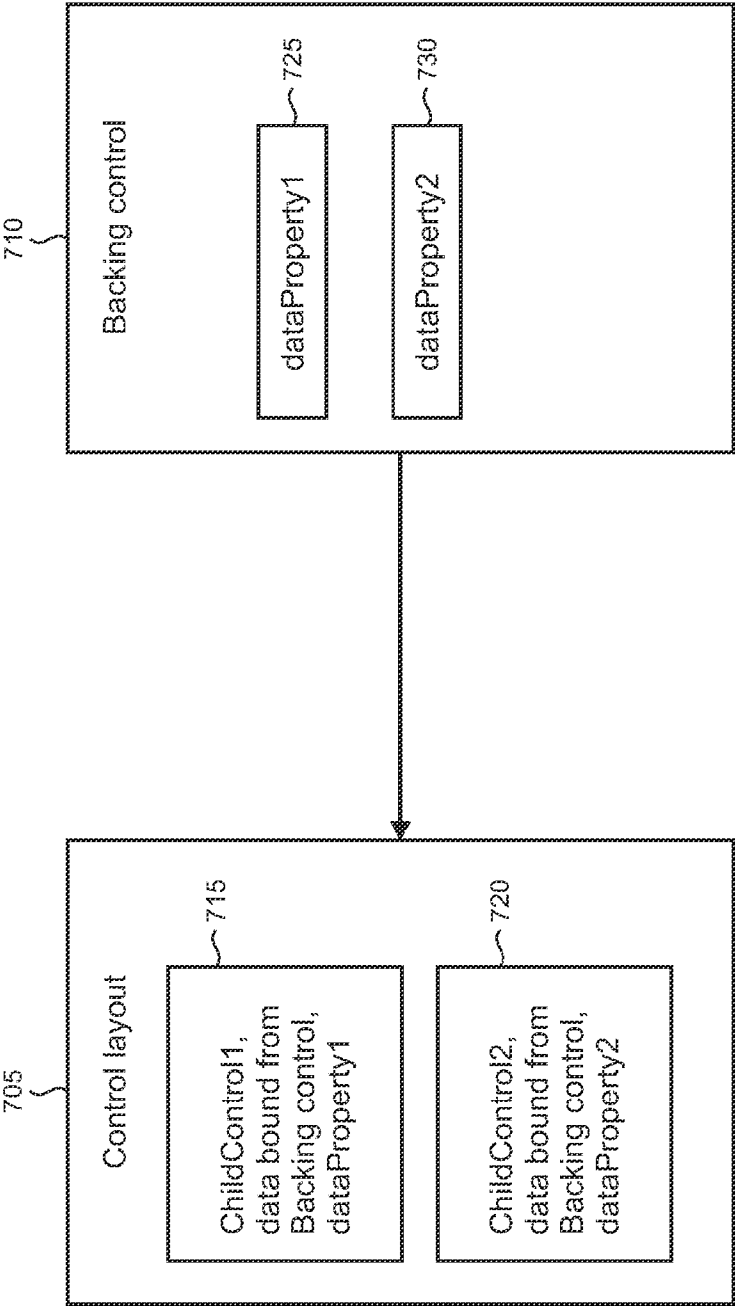 705
Control layout
ChildControl1,
data bound from
Backing control,
dataProperty1
715
ChildControl2,
data bound from
Backing control,
dataProperty2
720
710
Backing control
dataProperty1
725
dataProperty2
730